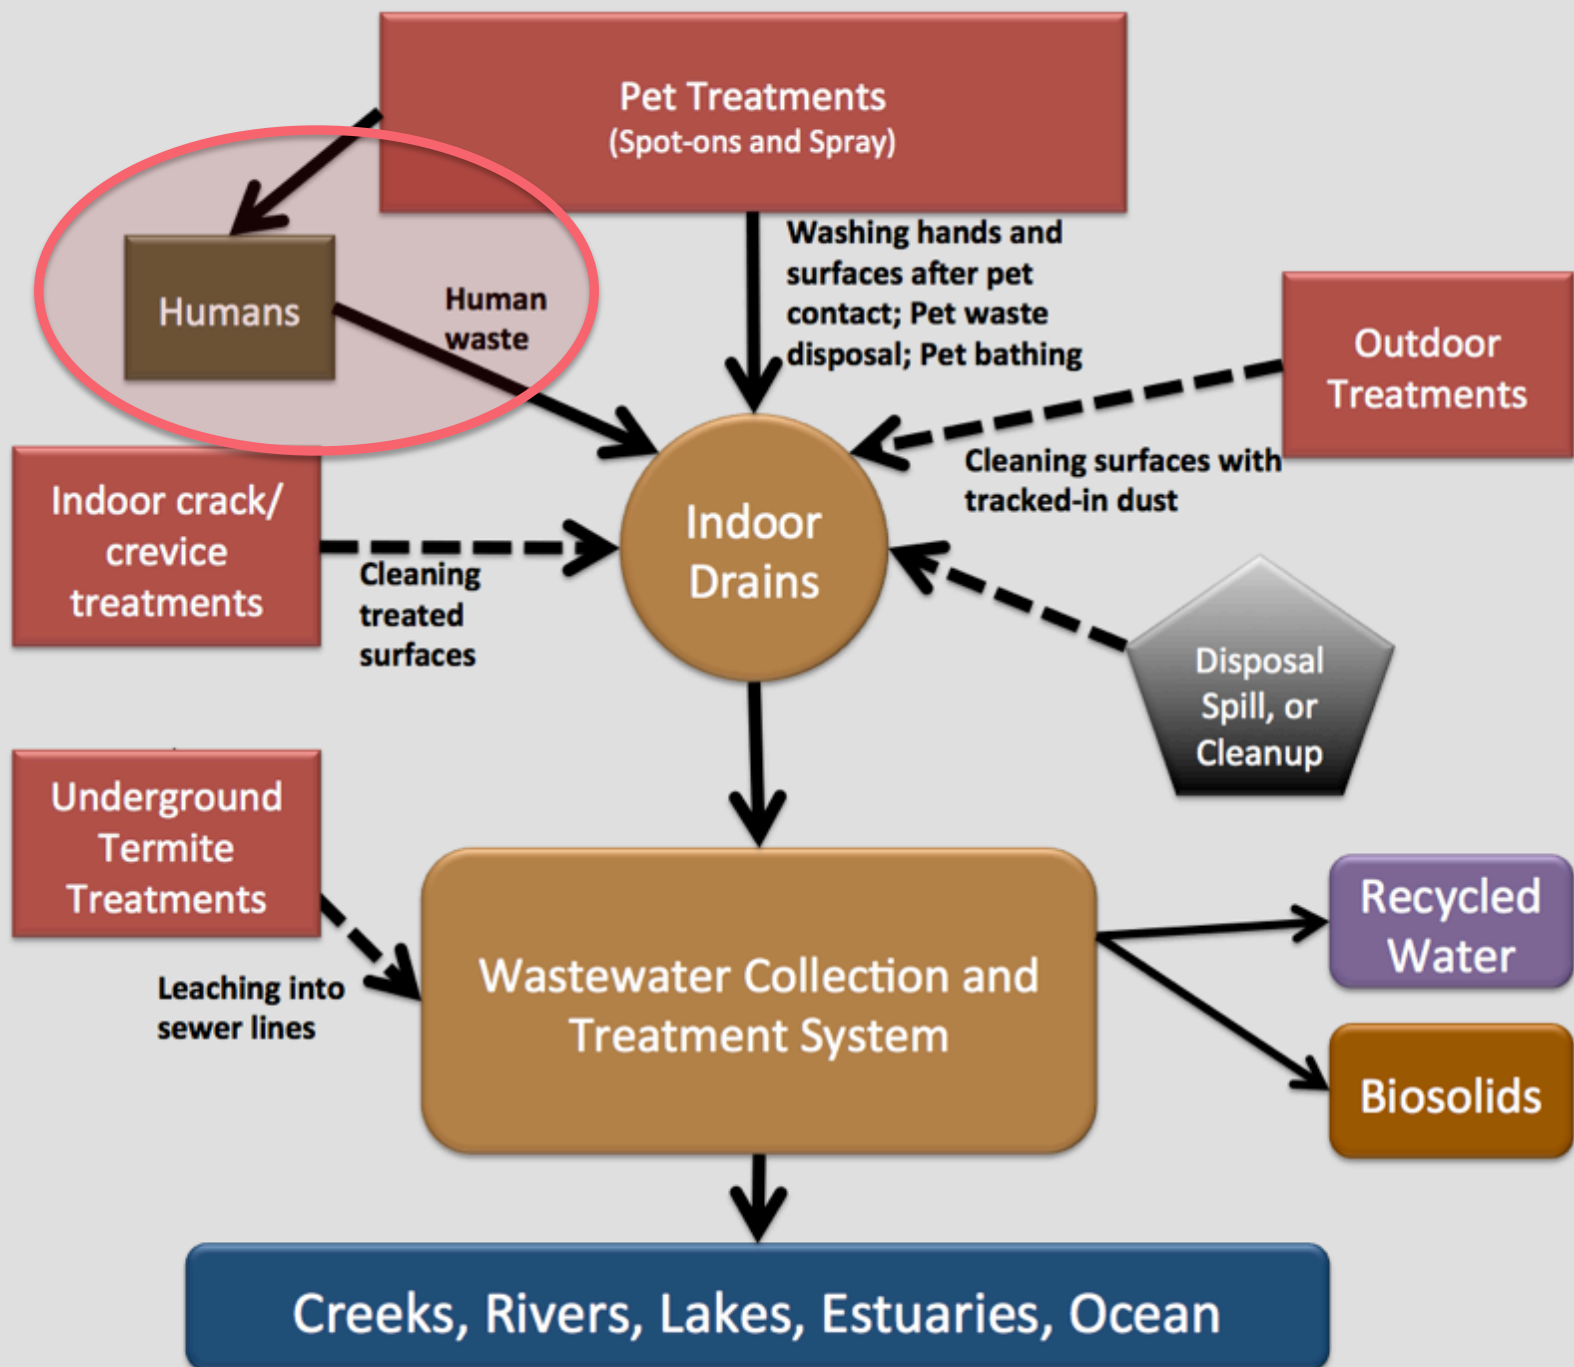 Pet Treatments
(Spot-ons and Spray)
Washing hands and
surfaces after pet
contact; Pet waste
disposal; Pet bathing
Humans
Human
waste
Outdoor
Treatments
Cleaning surfaces with
tracked-in dust
Indoor crack/
crevice
treatments
Cleaning
treated
surfaces
Indoor
Drains
Disposal
Spill, or
Cleanup
Underground
Termite
Treatments
Leaching into
sewer lines
Wastewater Collection and
Treatment System
Recycled
Water
Biosolids
Creeks, Rivers, Lakes, Estuaries, Ocean